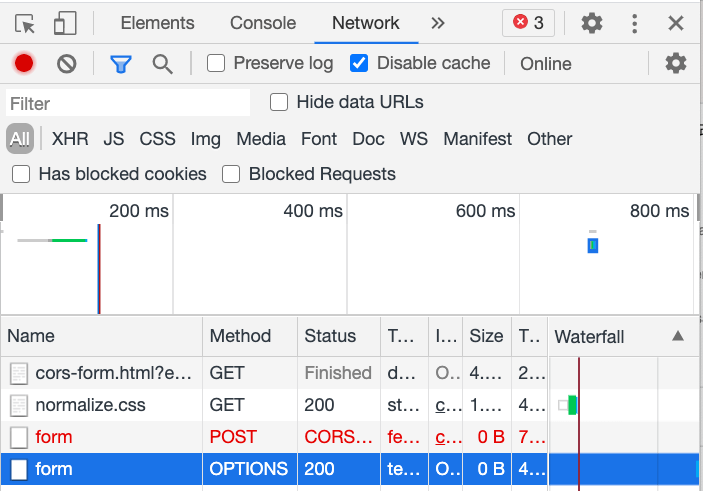 Elements Console Network » 3
Preserve log Disable cache Online
Filter Hide data URLs
All XHR JS CSS Img Media Font Doc WS Manifest Other
Has blocked cookies Blocked Requests
200 ms 400 ms 600 ms 800 ms
Name Method Status T... I... Size T... Waterfall
cors-form.html?e... GET Finished d... O... 4.... 2...
normalize.css GET 200 st... c... 1.... 4...
form POST CORS... fe... c... 0 B 7...
form OPTIONS 200 te... O... 0 B 4...